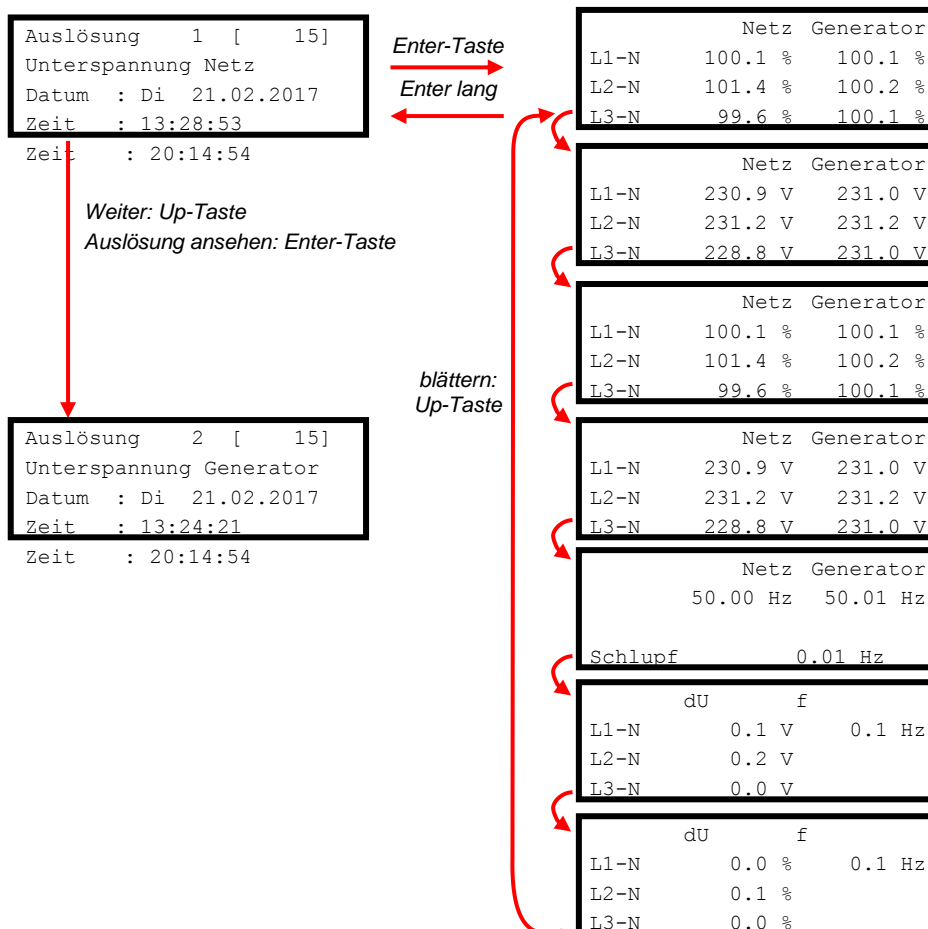 Auslösung 1 [ 15]
Unterspannung Netz
Datum : Di 21.02.2017
Zeit : 13:28:53
Zeit : 20:14:54
Enter-Taste
Enter lang
Weiter: Up-Taste
Auslösung ansehen: Enter-Taste
Auslösung 2 [ 15]
Unterspannung Generator
Datum : Di 21.02.2017
Zeit : 13:24:21
Zeit : 20:14:54
blättern:
Up-Taste
Netz Generator
L1-N 100.1 % 100.1 %
L2-N 101.4 % 100.2 %
L3-N 99.6 % 100.1 %
Netz Generator
L1-N 230.9 V 231.0 V
L2-N 231.2 V 231.2 V
L3-N 228.8 V 231.0 V
Netz Generator
L1-N 100.1 % 100.1 %
L2-N 101.4 % 100.2 %
L3-N 99.6 % 100.1 %
Netz Generator
L1-N 230.9 V 231.0 V
L2-N 231.2 V 231.2 V
L3-N 228.8 V 231.0 V
Netz Generator
50.00 Hz 50.01 Hz
Schlupf 0.01 Hz
dU f
L1-N 0.1 V 0.1 Hz
L2-N 0.2 V
L3-N 0.0 V
dU f
L1-N 0.0 % 0.1 Hz
L2-N 0.1 %
L3-N 0.0 %